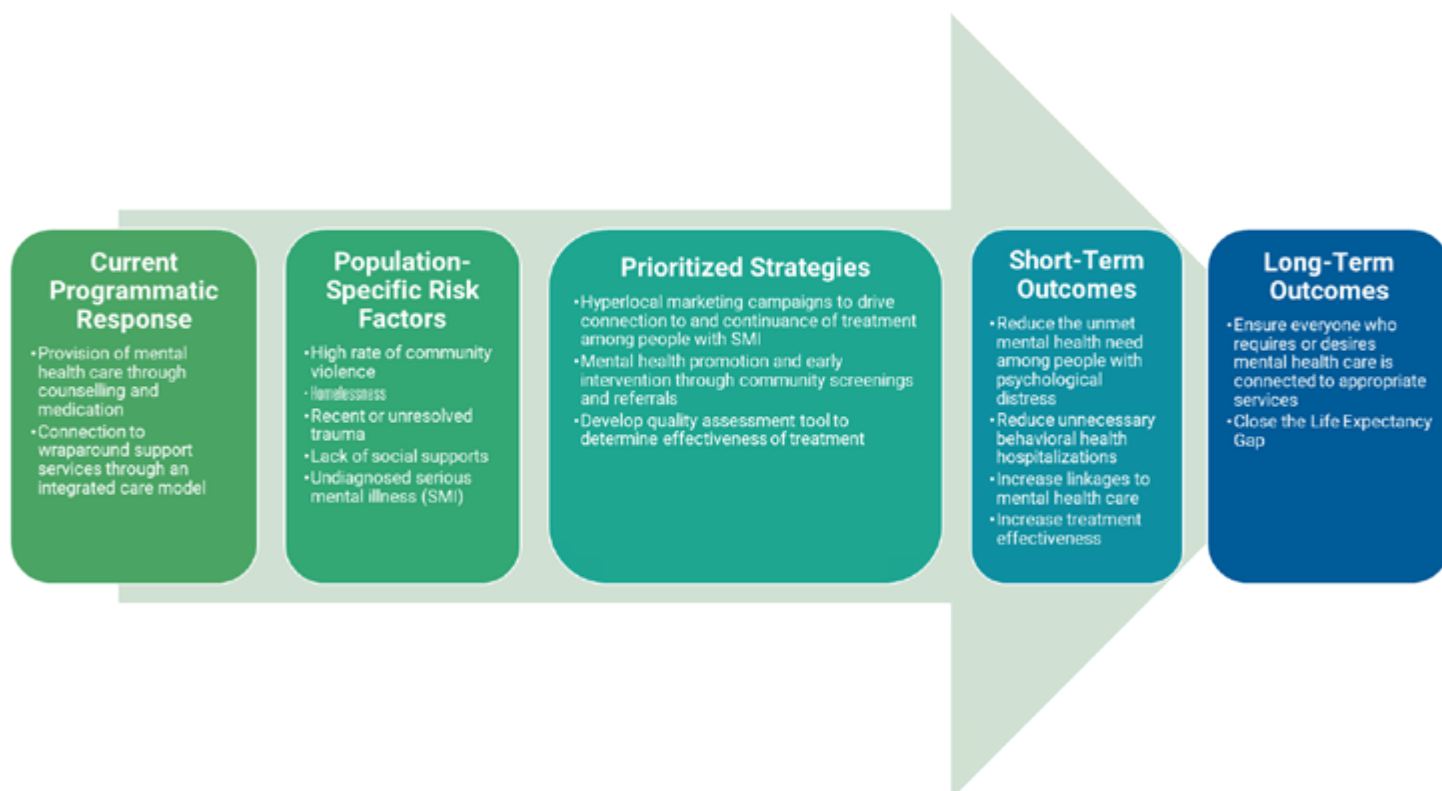 Current
Programmatic
Response
•Provision of mental
health care through
counselling and
medication
•Connection to
wraparound support
services through an
integrated care model
Population-
Specific Risk
Factors
•High rate of community
violence
•Homelessness
•Recent or unresolved
trauma
•Lack of social supports
•Undiagnosed serious
mental illness (SMI)
Prioritized Strategies
•Hyperlocal marketing campaigns to drive
connection to and continuance of treatment
among people with SMI
•Mental health promotion and early
intervention through community screenings
and referrals
•Develop quality assessment tool to
determine effectiveness of treatment
Short-Term
Outcomes
•Reduce the unmet
mental health need
among people with
psychological
distress
•Reduce unnecessary
behavioral health
hospitalizations
•Increase linkages to
mental health care
•Increase treatment
effectiveness
Long-Term
Outcomes
•Ensure everyone who
requires or desires
mental health care is
connected to appropriate
services
•Close the Life Expectancy
Gap